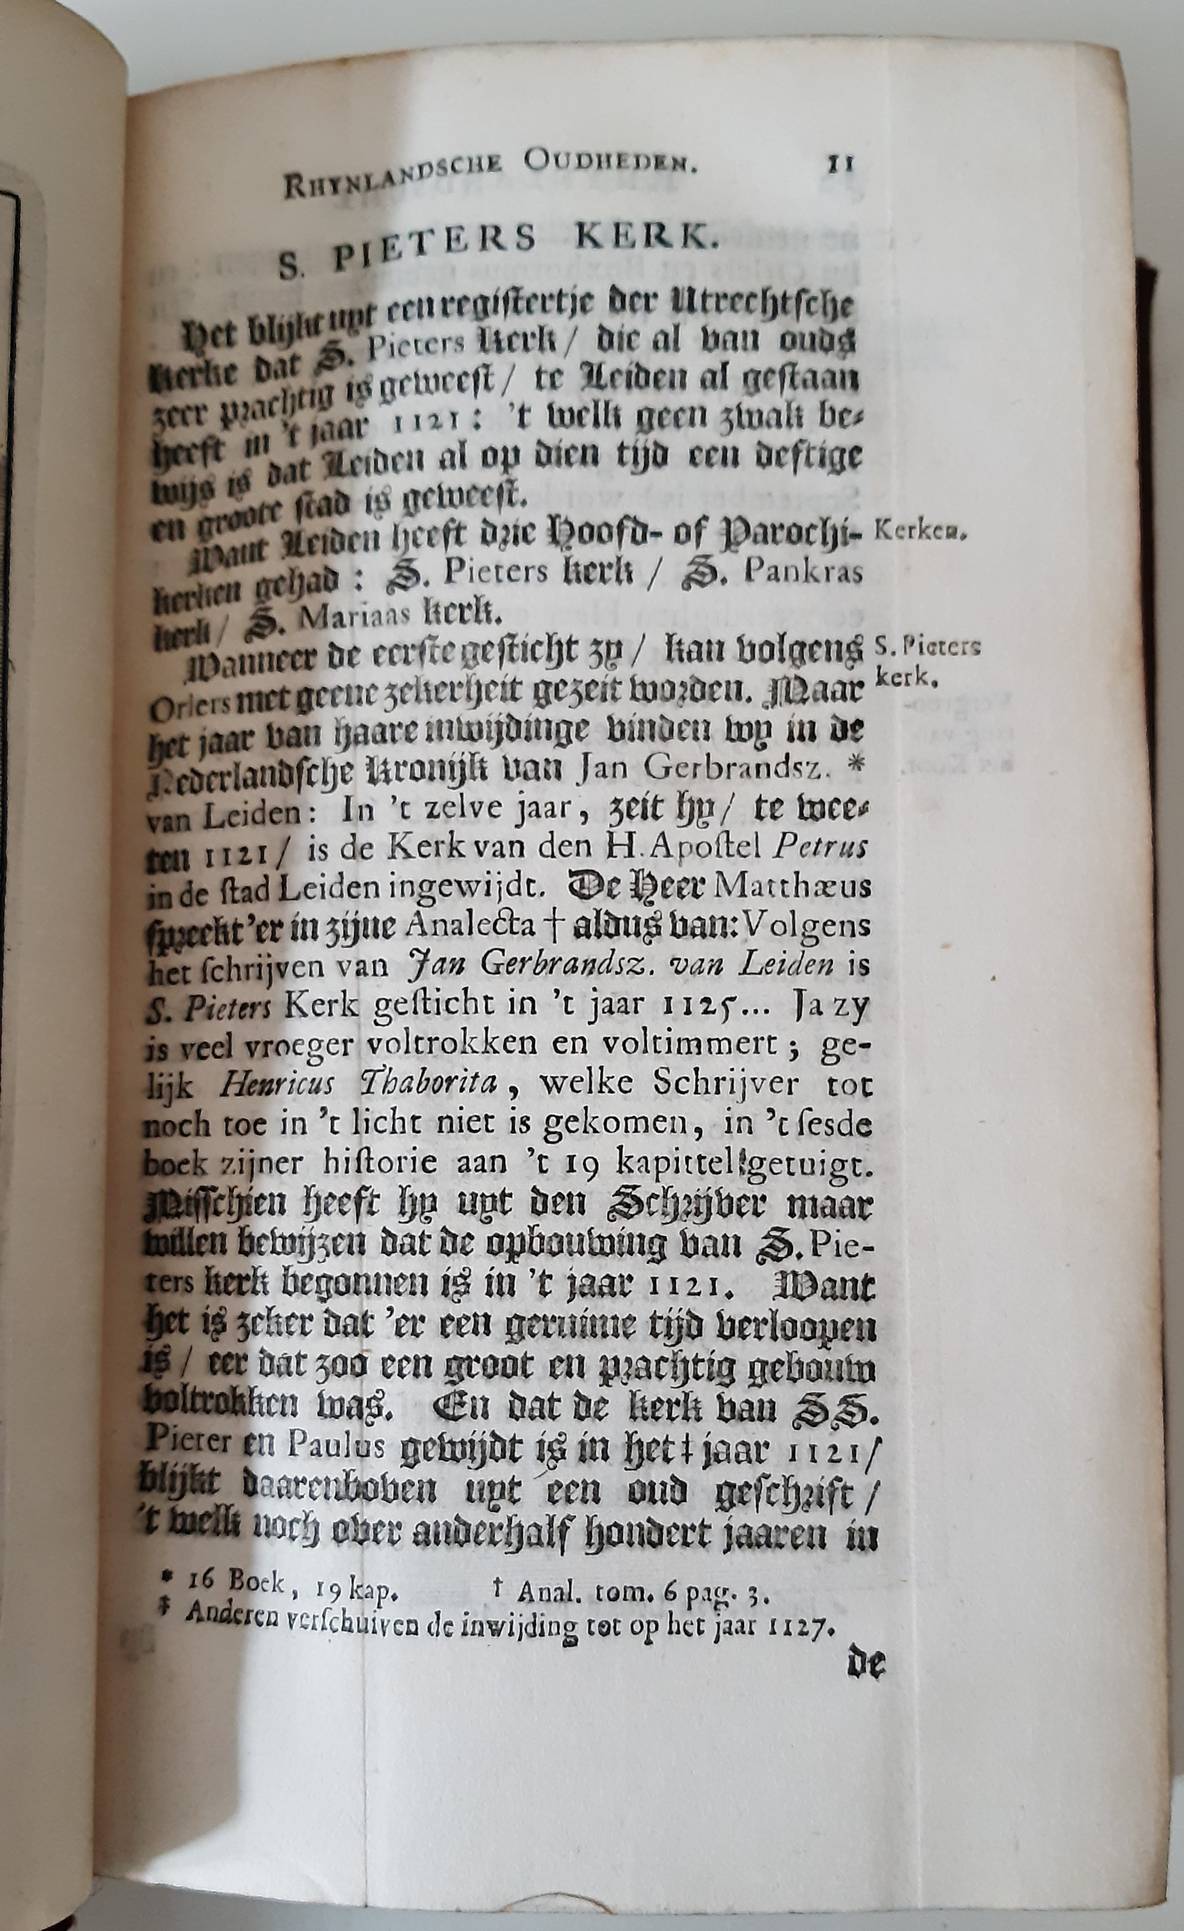 RHYNLANDSCHE OUDHEDEN. 11
S. PIETERS KERK.
Het blijkt uyt een registertje der Utrechtsche
kerke dat S. Pieters kerk / die al van ouds
zeer prachtig is geweest / te Leiden al gestaan
heeft in 't jaar 1121: 't welk geen zwak be-
wijs is dat Leiden al op dien tijd een deftige
en groote stad is geweest.
Want Leiden heeft drie Hoofd- of Parochi-
Kerken.
kerken gehad: S. Pieters kerk / S. Pankras
kerk / S. Mariaas kerk.
Wanneer de eerste gesticht zy / kan volgens
S. Pieters
kerk.
Orlers met geene zekerheit gezeit worden. Maar
het jaar van haare inwijdinge vinden wy in de
Nederlandsche Kronijk van Jan Gerbrandsz. *
van Leiden: In 't zelve jaar, zeit hy / te wee-
ten 1121 / is de Kerk van den H. Apoſtel Petrus
in de ſtad Leiden ingewijdt. De Heer Matthæus
spreekt 'er in zijne Analecta † aldus van: Volgens
het ſchrijven van Jan Gerbrandsz. van Leiden is
S. Pieters Kerk geſticht in 't jaar 1125... Ja zy
is veel vroeger voltrokken en voltimmert; ge-
lijk Henricus Thaborita, welke Schrijver tot
noch toe in 't licht niet is gekomen, in 't ſesde
boek zijner hiſtorie aan 't 19 kapittel getuigt.
Misschien heeft hy uyt den Schrijver maar
willen bewijzen dat de opbouwing van S. Pie-
ters kerk begonnen is in 't jaar 1121. Want
het is zeker dat 'er een geruime tijd verloopen
is / eer dat zoo een groot en prachtig gebouw
voltrokken was. En dat de kerk van SS.
Pieter en Paulus gewijdt is in het ‡ jaar 1121 /
blijkt daarenboven uyt een oud geschrift /
't welk noch over anderhalf hondert jaaren in
* 16 Boek, 19 kap. † Anal. tom. 6 pag. 3.
‡ Anderen verſchuiven de inwijding tot op het jaar 1127.
de